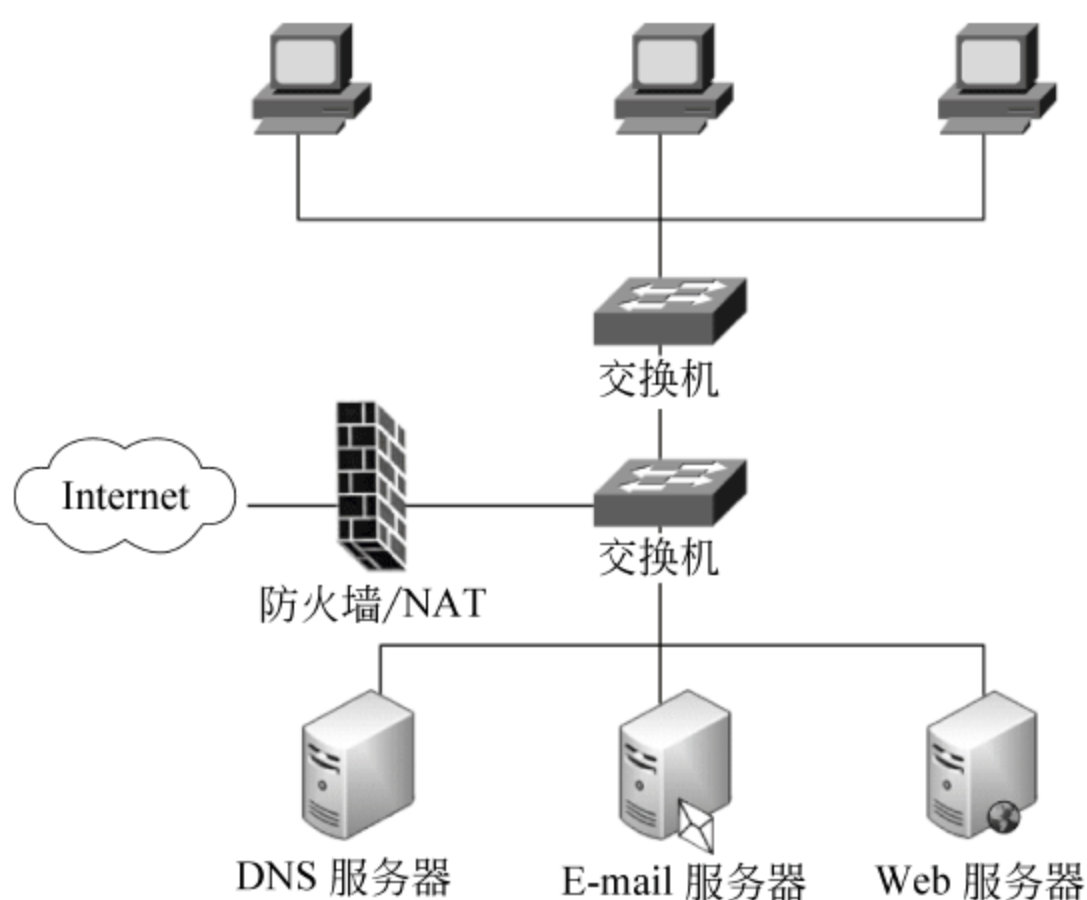 交换机
Internet
交换机
防火墙/NAT
DNS 服务器
E-mail 服务器
Web 服务器